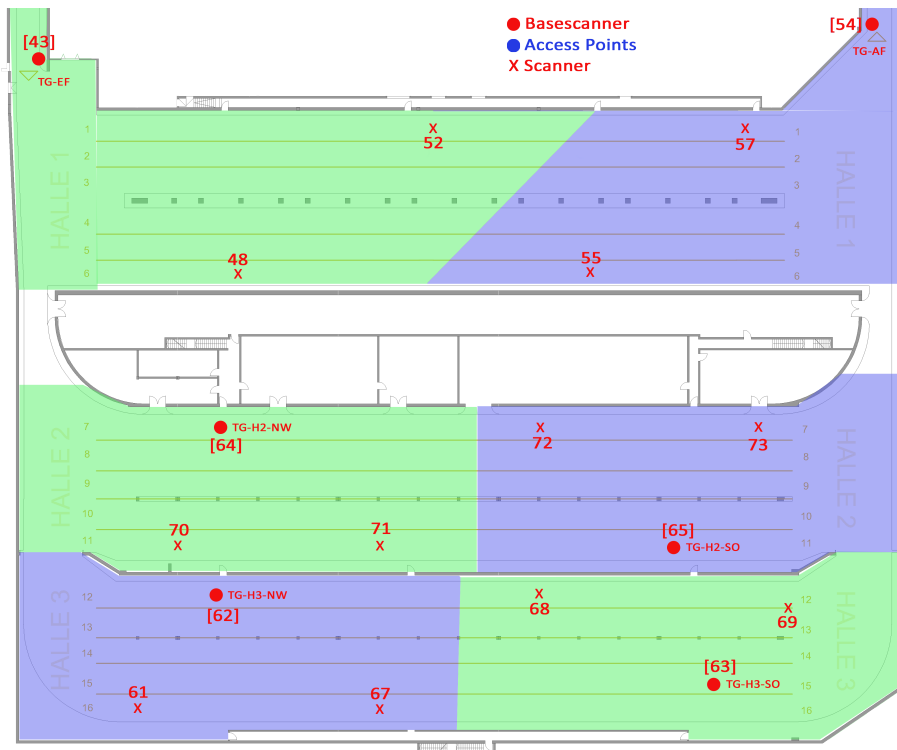 Basescanner
Access Points
X Scanner
[43]
TG-EF
[54]
TG-AF
HALLE 1
HALLE 1
1
2
3
4
5
6
1
2
3
4
5
6
X
52
X
57
48
X
55
X
HALLE 2
HALLE 2
7
8
9
10
11
7
8
9
10
11
TG-H2-NW
[64]
X
72
X
73
70
X
71
X
[65]
TG-H2-SO
HALLE 3
HALLE 3
12
13
14
15
16
12
13
14
15
16
TG-H3-NW
[62]
X
68
X
69
61
X
67
X
[63]
TG-H3-SO